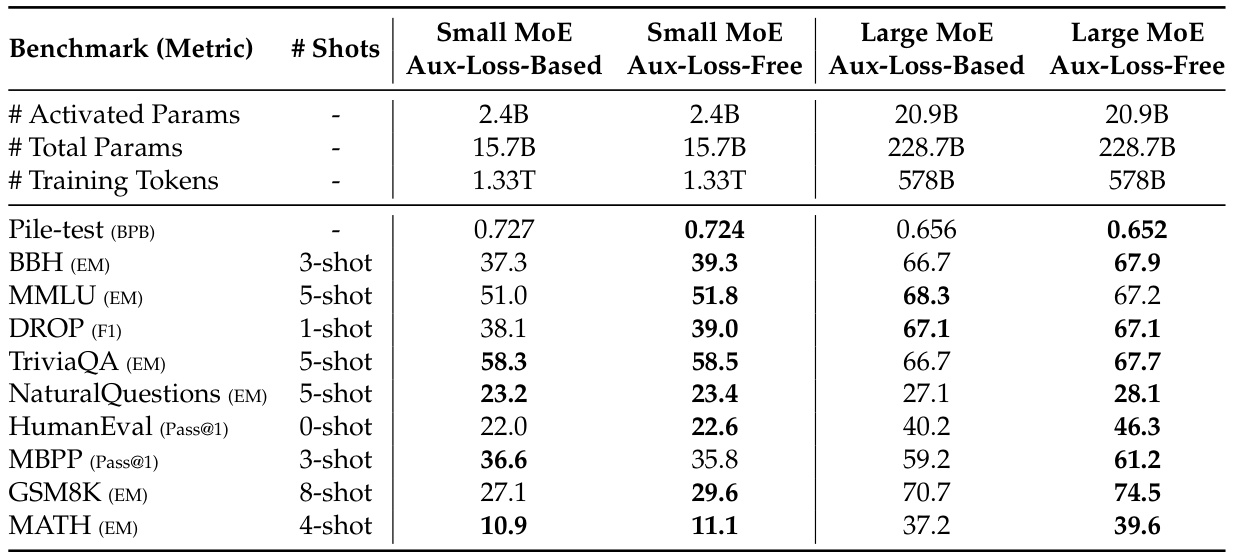 Benchmark (Metric) # Shots Small MoE Aux-Loss-Based Small MoE Aux-Loss-Free Large MoE Aux-Loss-Based Large MoE Aux-Loss-Free
# Activated Params - 2.4B 2.4B 20.9B 20.9B
# Total Params - 15.7B 15.7B 228.7B 228.7B
# Training Tokens - 1.33T 1.33T 578B 578B
Pile-test (BPB) - 0.727 0.724 0.656 0.652
BBH (EM) 3-shot 37.3 39.3 66.7 67.9
MMLU (EM) 5-shot 51.0 51.8 68.3 67.2
DROP (F1) 1-shot 38.1 39.0 67.1 67.1
TriviaQA (EM) 5-shot 58.3 58.5 66.7 67.7
NaturalQuestions (EM) 5-shot 23.2 23.4 27.1 28.1
HumanEval (Pass@1) 0-shot 22.0 22.6 40.2 46.3
MBPP (Pass@1) 3-shot 36.6 35.8 59.2 61.2
GSM8K (EM) 8-shot 27.1 29.6 70.7 74.5
MATH (EM) 4-shot 10.9 11.1 37.2 39.6